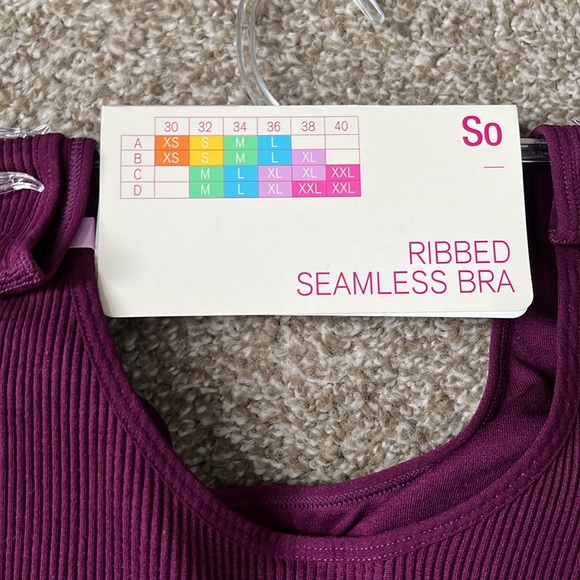 30 32 34 36 38 40
A XS S M L
B XS S M L XL
C M L XL XL XXL
D M L XL XXL XXL
So
RIBBED
SEAMLESS BRA